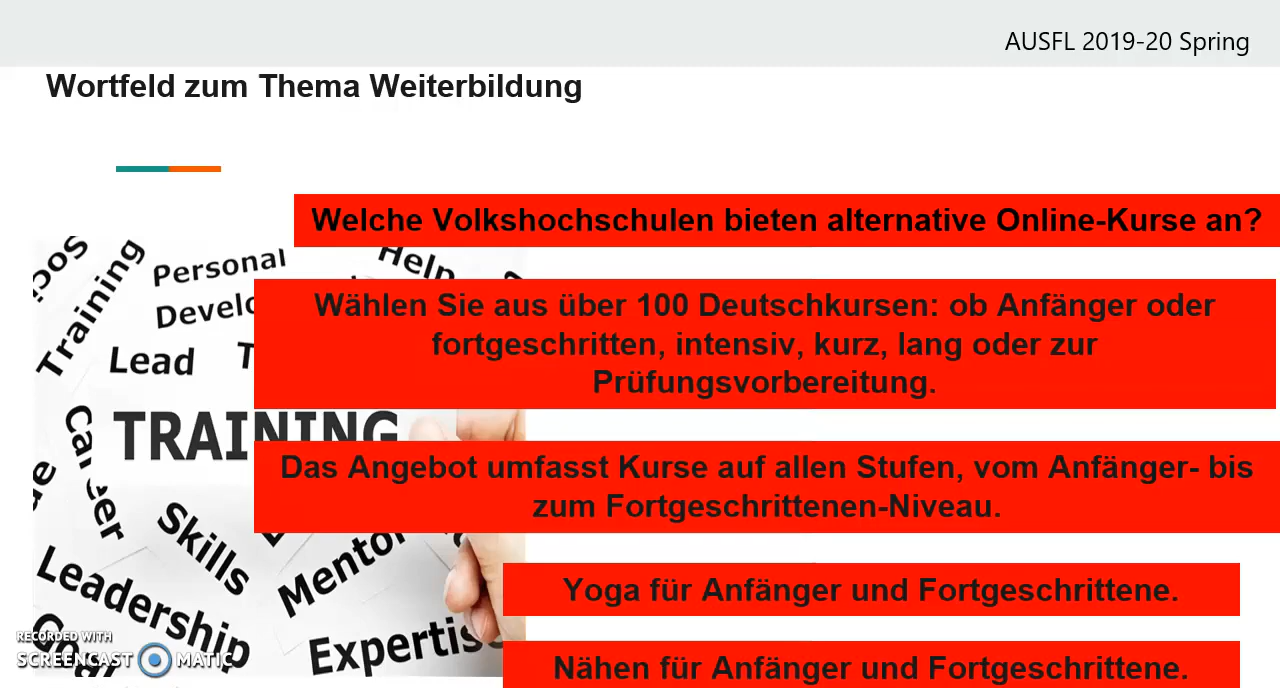 AUSFL 2019-20 Spring
Wortfeld zum Thema Weiterbildung
Welche Volkshochschulen bieten alternative Online-Kurse an?
Wählen Sie aus über 100 Deutschkursen: ob Anfänger oder
fortgeschritten, intensiv, kurz, lang oder zur
Prüfungsvorbereitung.
Das Angebot umfasst Kurse auf allen Stufen, vom Anfänger- bis
zum Fortgeschrittenen-Niveau.
Yoga für Anfänger und Fortgeschrittene.
Nähen für Anfänger und Fortgeschrittene.
Training
Personal
Help
Lead
TRAINING
Career
Skills
Mentor
Leadership
RECORDED WITH
SCREENCAST MATIC